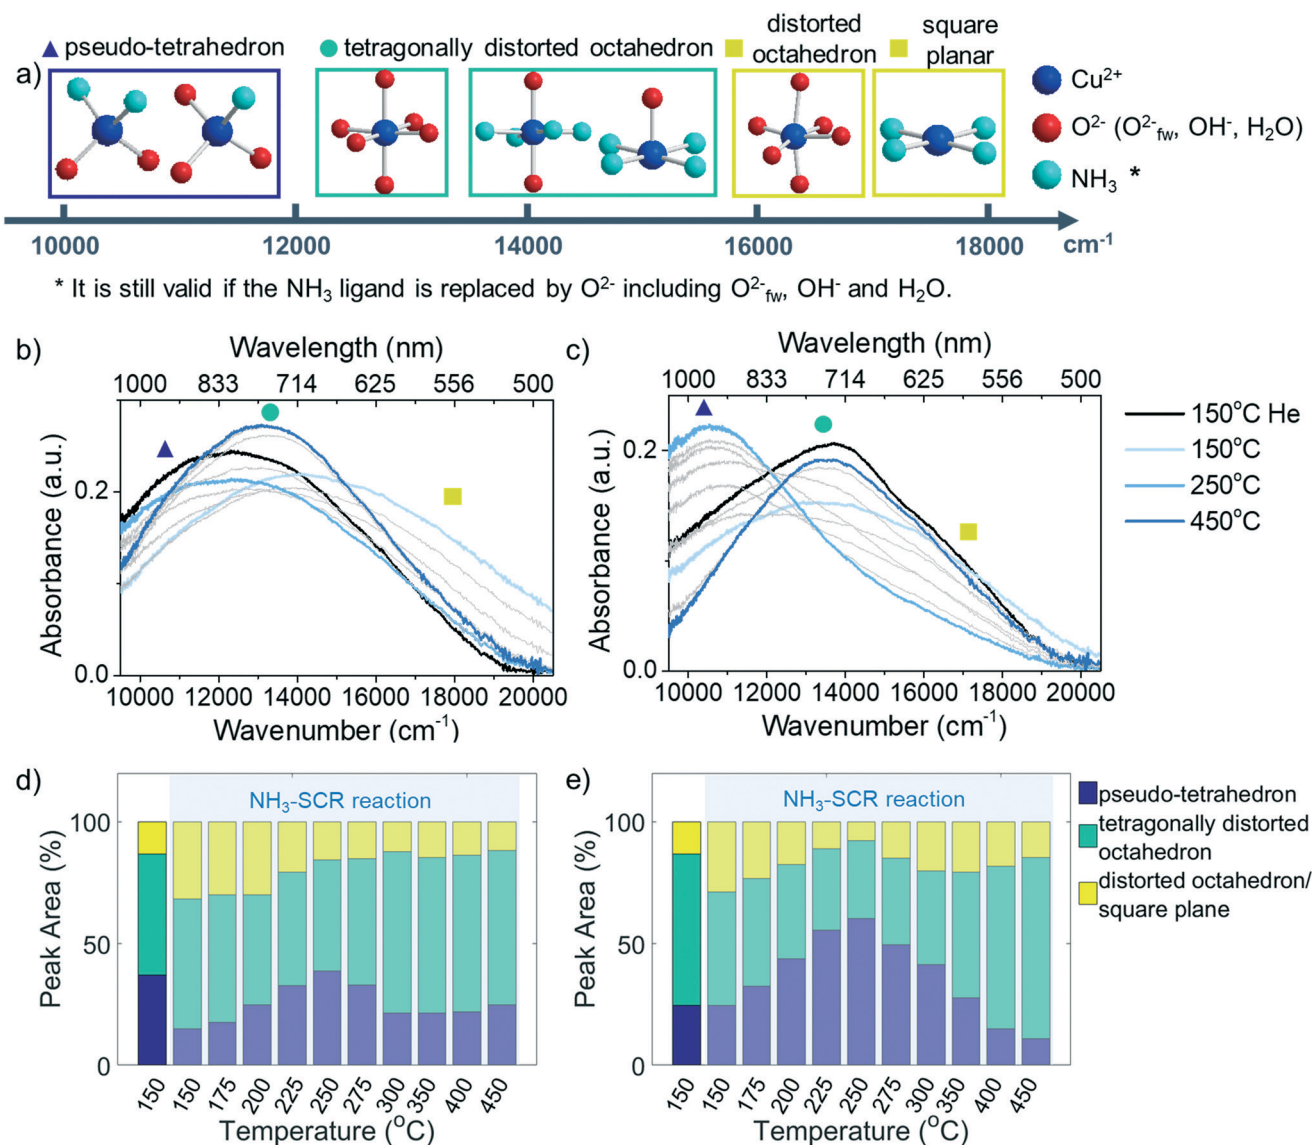 a)
▲ pseudo-tetrahedron
● tetragonally distorted octahedron
■ distorted octahedron
■ square planar
Cu²⁺
O²⁻ (O²⁻fw, OH⁻, H₂O)
NH₃ *
10000 12000 14000 16000 18000 cm⁻¹
* It is still valid if the NH₃ ligand is replaced by O²⁻ including O²⁻fw, OH⁻ and H₂O.
b)
Wavelength (nm)
1000 833 714 625 556 500
Absorbance (a.u.)
0.2
0.0
10000 12000 14000 16000 18000 20000
Wavenumber (cm⁻¹)
c)
Wavelength (nm)
1000 833 714 625 556 500
Absorbance (a.u.)
0.2
0.0
10000 12000 14000 16000 18000 20000
Wavenumber (cm⁻¹)
150°C He
150°C
250°C
450°C
d)
NH₃-SCR reaction
Peak Area (%)
100
50
0
150 150 175 200 225 250 275 300 350 400 450
Temperature (°C)
e)
NH₃-SCR reaction
Peak Area (%)
100
50
0
150 150 175 200 225 250 275 300 350 400 450
Temperature (°C)
pseudo-tetrahedron
tetragonally distorted
octahedron
distorted octahedron/
square plane